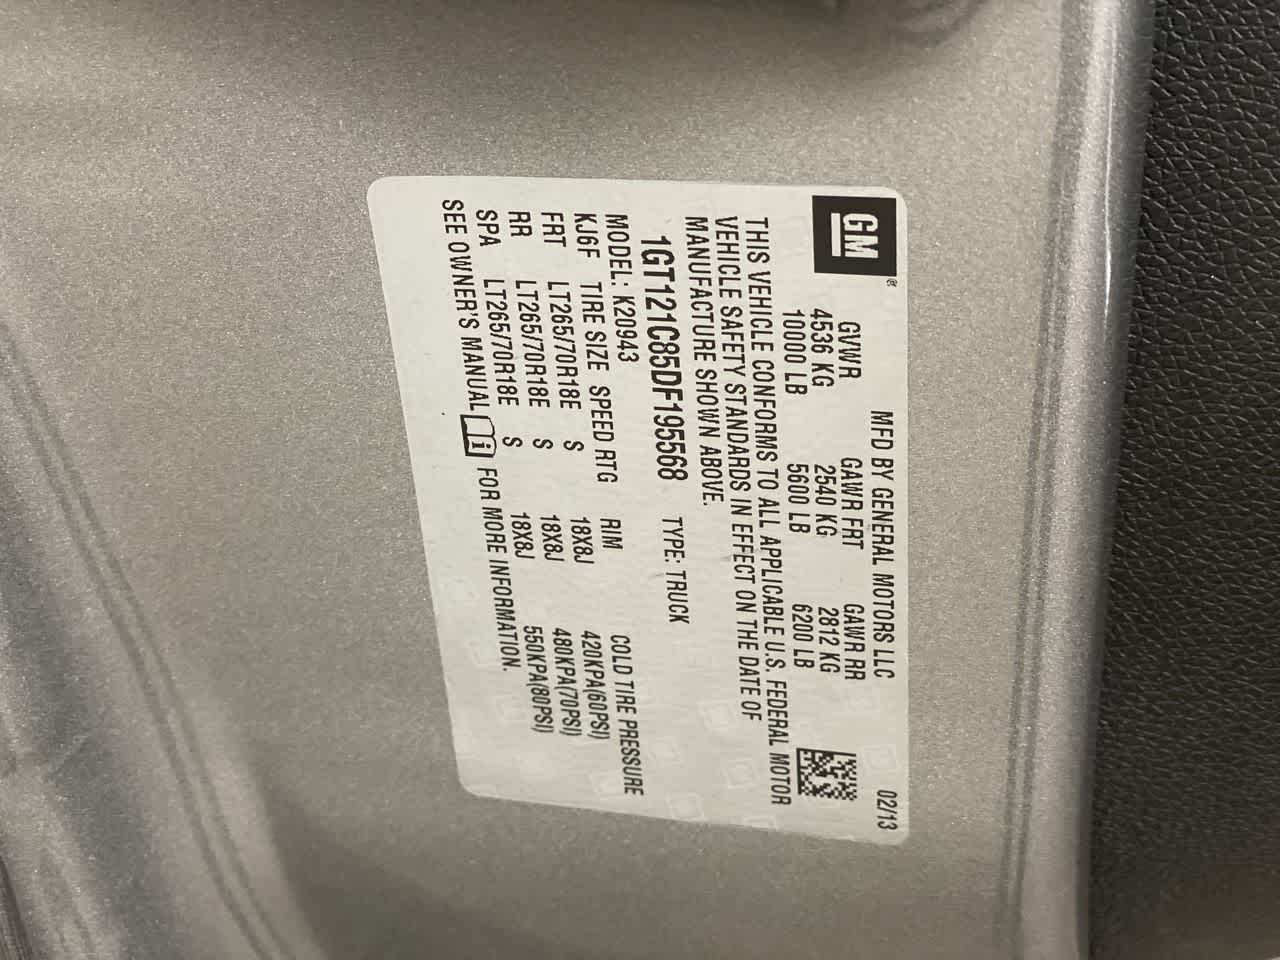 GM®
MFD BY GENERAL MOTORS LLC 02/13
GVWR GAWR FRT GAWR RR
4536 KG 2540 KG 2812 KG
10000 LB 5600 LB 6200 LB
THIS VEHICLE CONFORMS TO ALL APPLICABLE U.S. FEDERAL MOTOR
VEHICLE SAFETY STANDARDS IN EFFECT ON THE DATE OF
MANUFACTURE SHOWN ABOVE.
1GT121C85DF195568 TYPE: TRUCK
MODEL: K20943
KJ6F TIRE SIZE SPEED RTG RIM COLD TIRE PRESSURE
FRT LT265/70R18E S 18X8J 420KPA(60PSI)
RR LT265/70R18E S 18X8J 480KPA(70PSI)
SPA LT265/70R18E S 18X8J 550KPA(80PSI)
SEE OWNER'S MANUAL i FOR MORE INFORMATION.